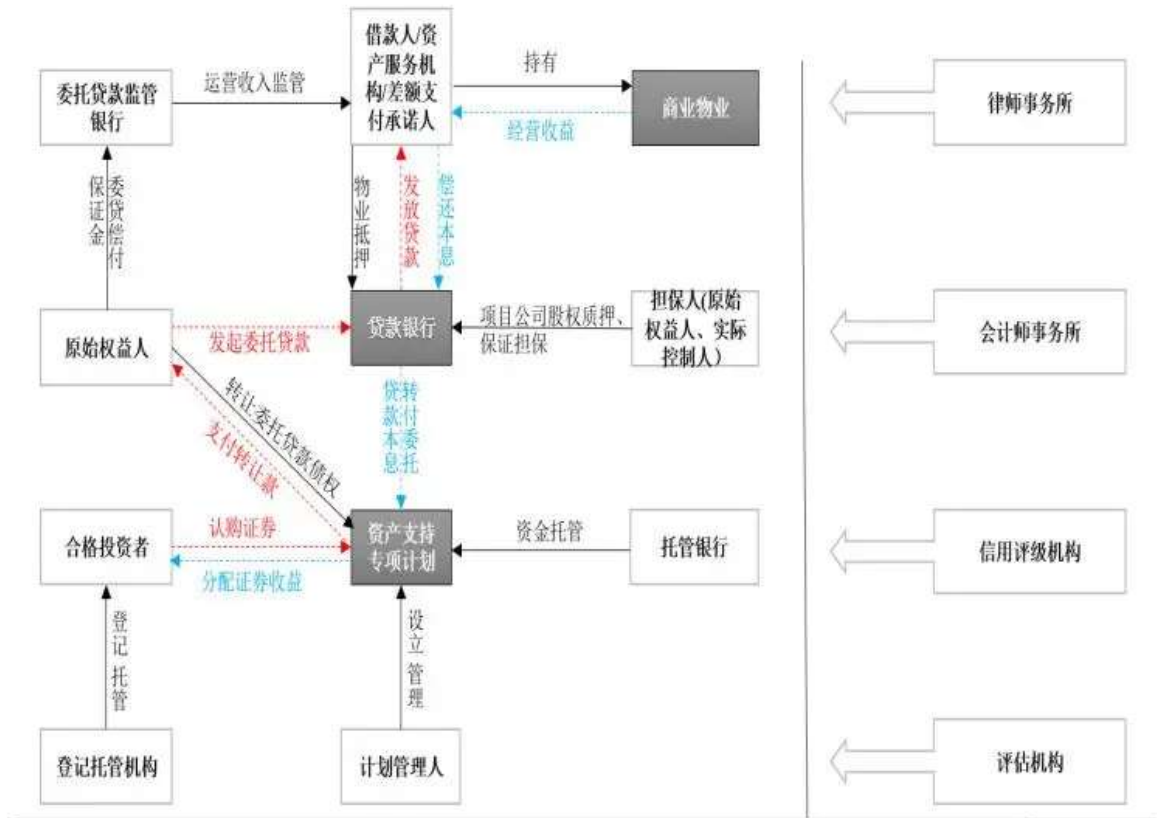 借款人/资
产服务机
构/差额支
付承诺人
持有
经营收益
商业物业
律师事务所
委托贷款监管
银行
运营收入监管
保证金
委贷偿付
物业抵押
发放贷款
偿还本息
原始权益人
发起委托贷款
贷款银行
项目公司股权质押、
保证担保
担保人(原始
权益人、实际
控制人）
会计师事务所
转让委托贷款债权
支付转让款
贷款本息
转付委托
合格投资者
认购证券
分配证券收益
资产支持
专项计划
资金托管
托管银行
信用评级机构
登记 托管
设立 管理
登记托管机构
计划管理人
评估机构